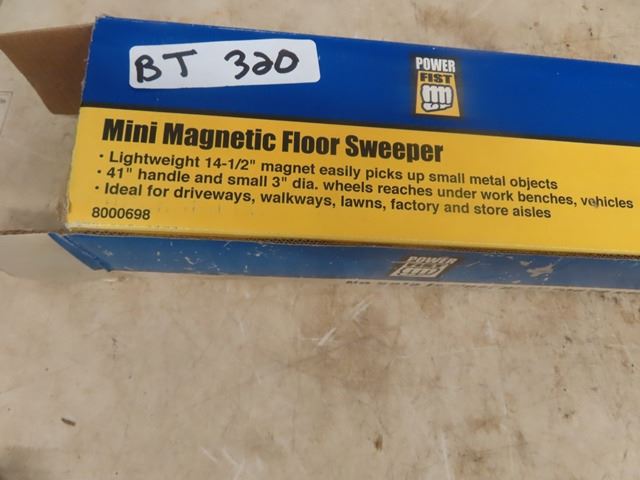 BT 320
POWER
FIST
Mini Magnetic Floor Sweeper
• Lightweight 14-1/2" magnet easily picks up small metal objects
• 41" handle and small 3" dia. wheels reaches under work benches, vehicles
• Ideal for driveways, walkways, lawns, factory and store aisles
8000698
POWER
FIST